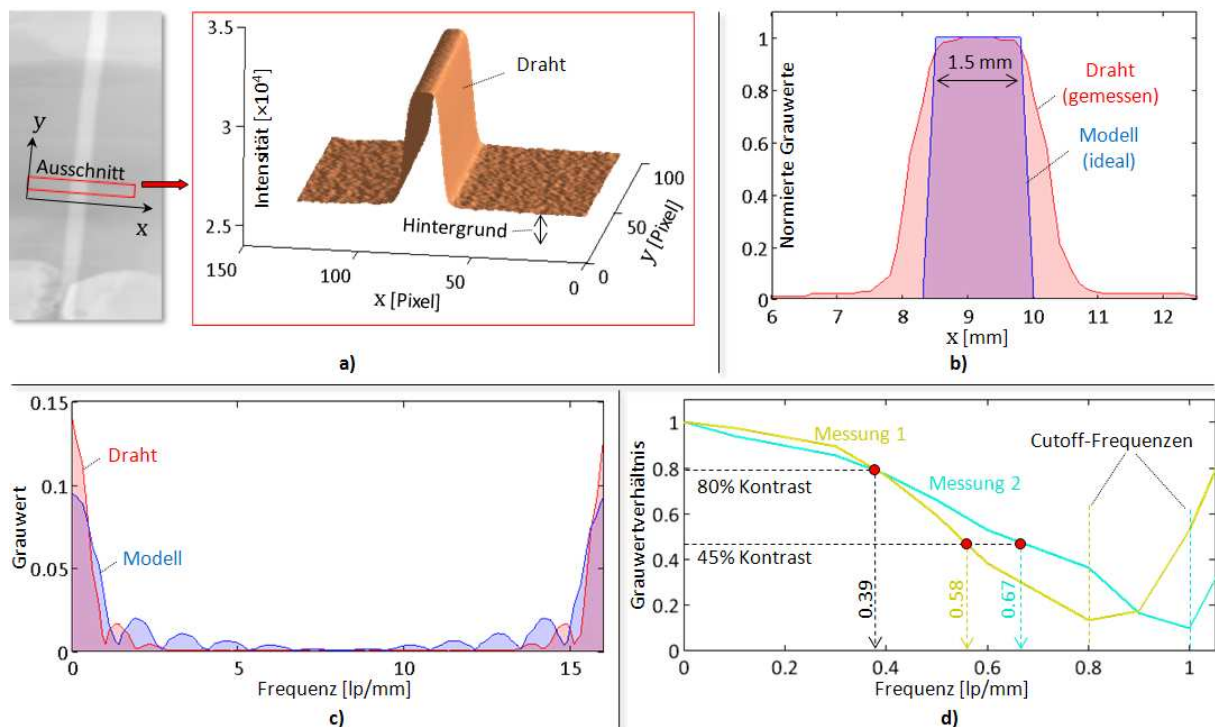 y
Ausschnitt
x
Intensität [×10⁴]
3.5
3
2.5
Draht
Hintergrund
150
100
50
0
x [Pixel]
100
50
0
y [Pixel]
a)
Normierte Grauwerte
1
0.8
0.6
0.4
0.2
0
1.5 mm
Draht
(gemessen)
Modell
(ideal)
6 7 8 9 10 11 12
x [mm]
b)
Grauwert
0.15
0.1
0.05
0
Draht
Modell
0 5 10 15
Frequenz [lp/mm]
c)
Grauwertverhältnis
1
0.8
0.6
0.4
0.2
0
Messung 1
Cutoff-Frequenzen
80% Kontrast
Messung 2
45% Kontrast
0.39
0.58
0.67
0 0.2 0.4 0.6 0.8 1
Frequenz [lp/mm]
d)